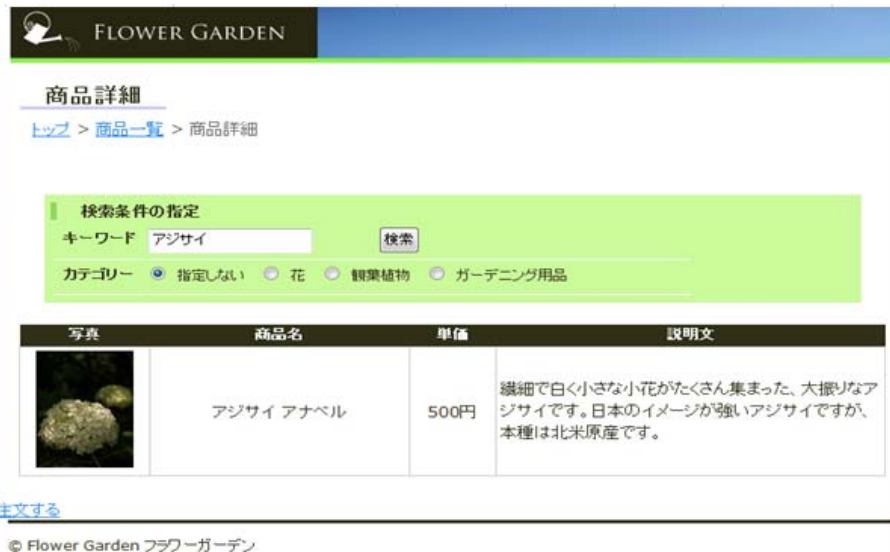 FLOWER GARDEN
商品詳細
トップ > 商品一覧 > 商品詳細
検索条件の指定
キーワード アジサイ 検索
カテゴリー 指定しない 花 観葉植物 ガーデニング用品
写真 商品名 単価 説明文
アジサイ アナベル 500円 繊細で白く小さな小花がたくさん集まった、大振りなア
ジサイです。日本のイメージが強いアジサイですが、
本種は北米原産です。
注文する
© Flower Garden フラワーガーデン